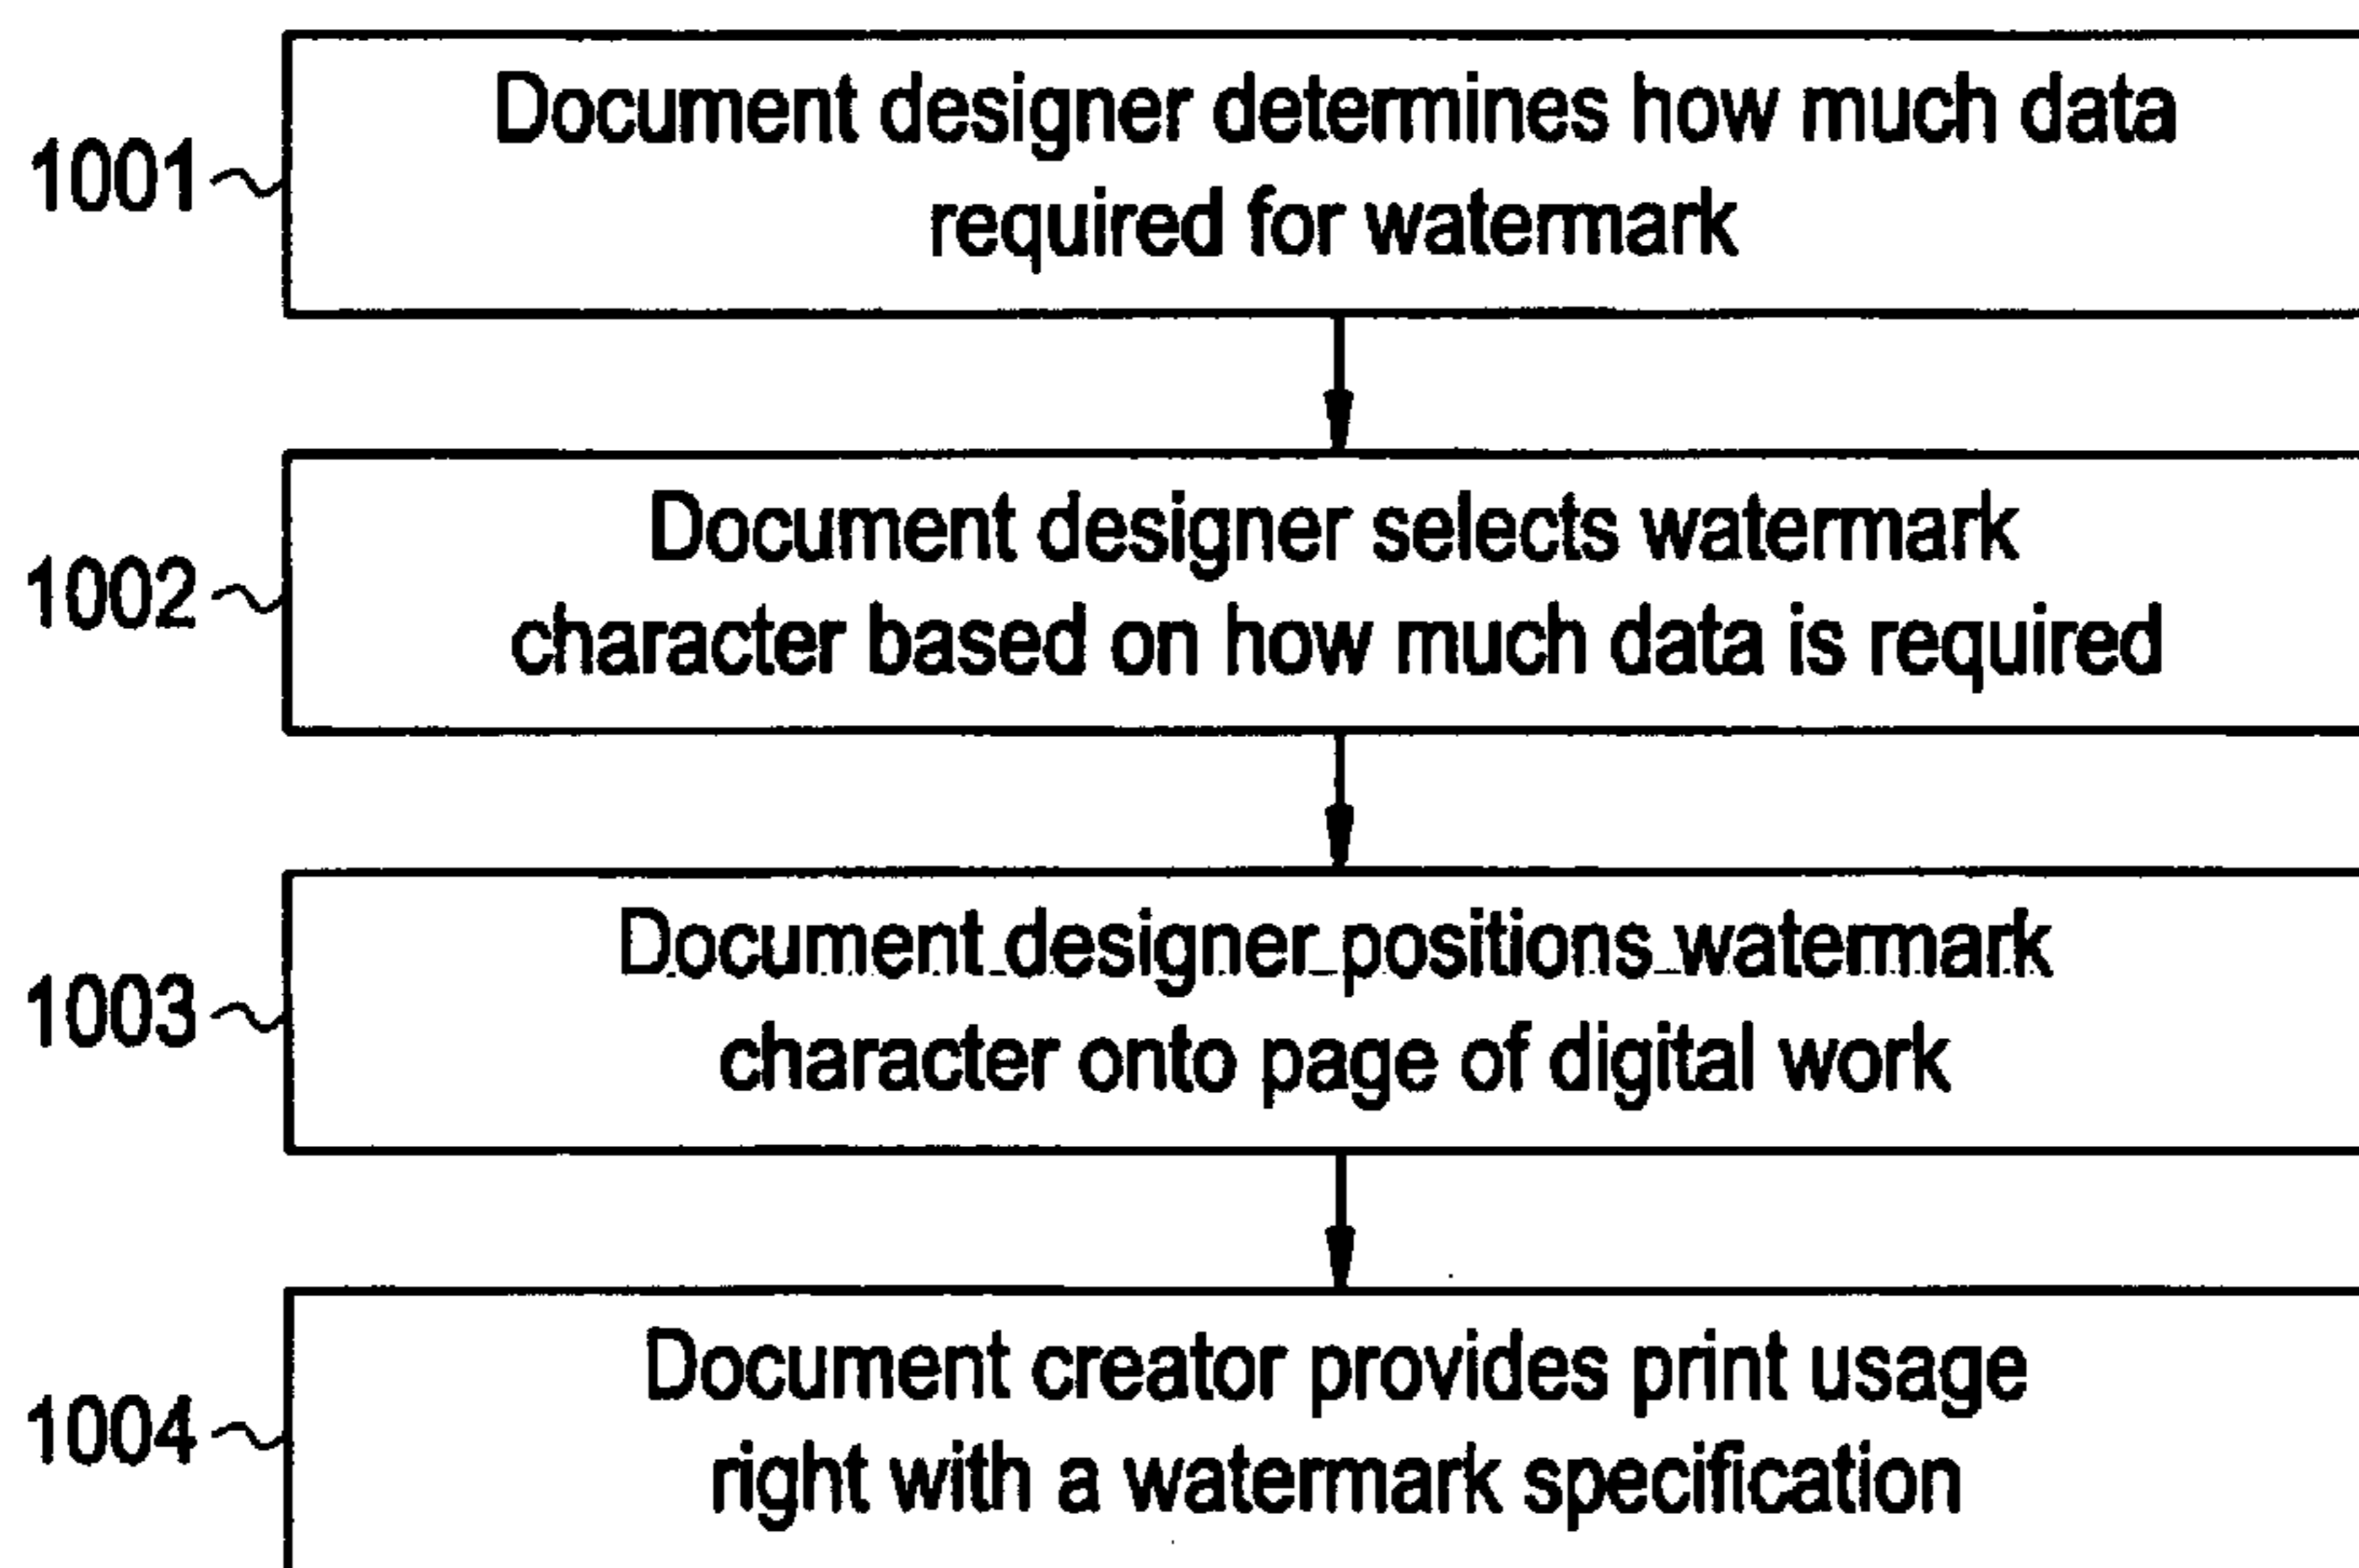 Document designer determines how much data
1001
required for watermark
Document designer selects watermark
1002
character based on how much data is required
Document designer positions watermark
1003
character onto page of digital work
Document creator provides print usage
1004
right with a watermark specification